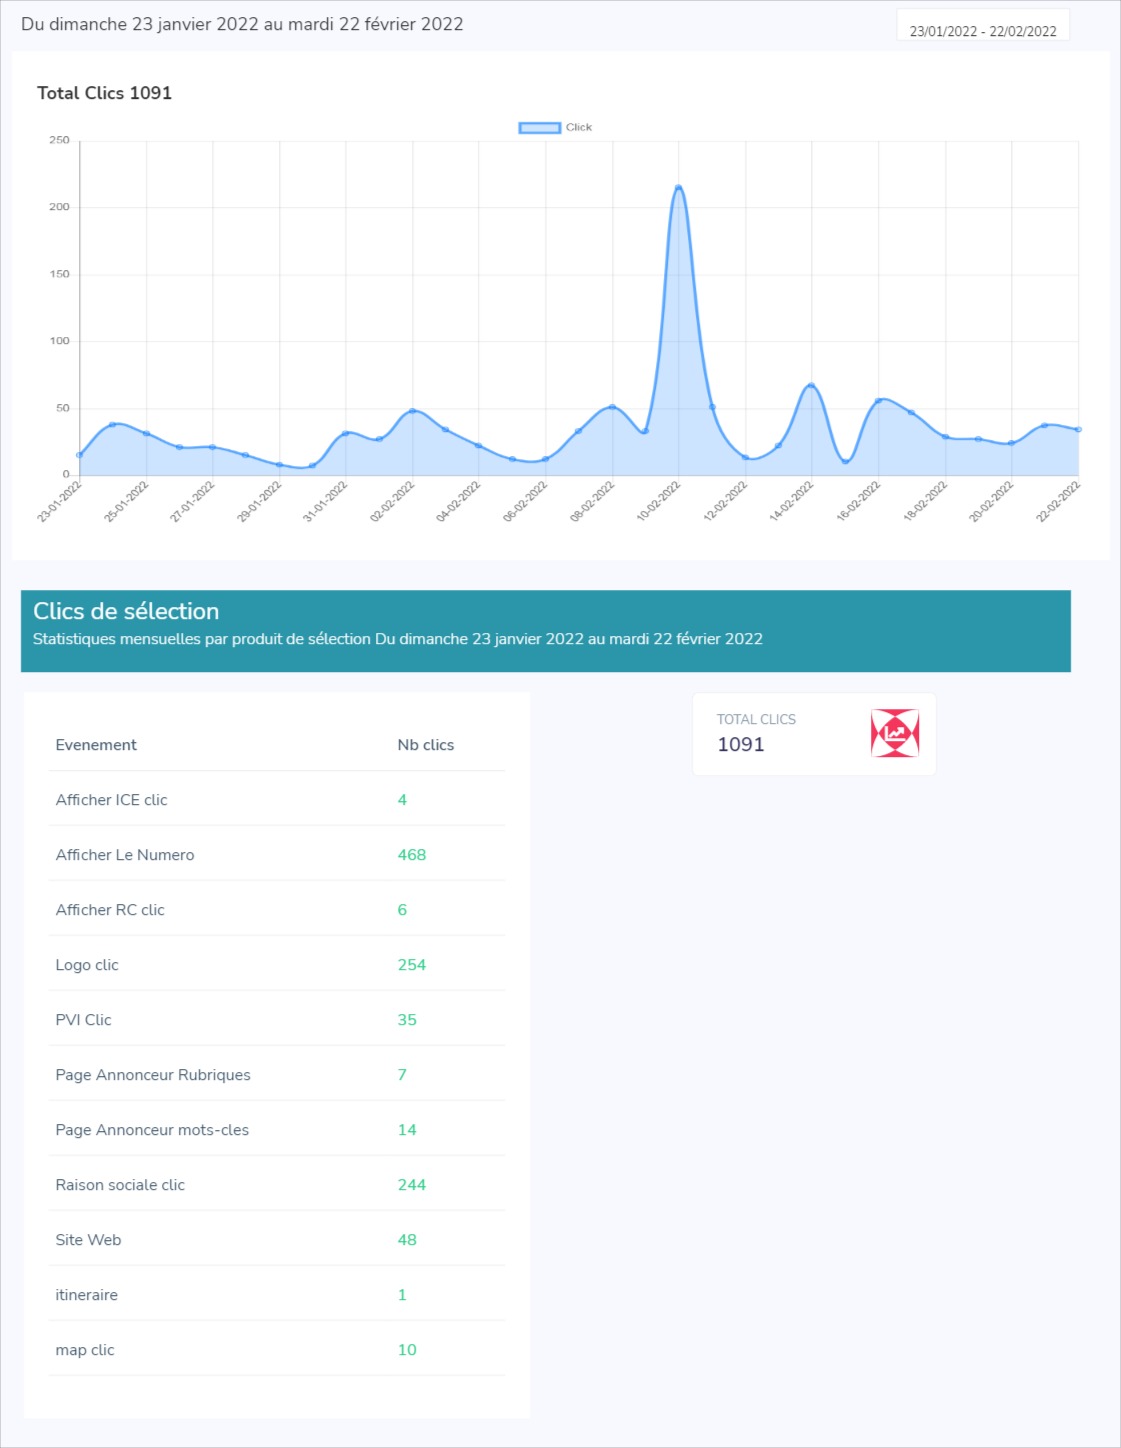 Du dimanche 23 janvier 2022 au mardi 22 février 2022
23/01/2022 - 22/02/2022
Total Clics 1091
Click
250
200
150
100
50
0
23-01-2022
25-01-2022
27-01-2022
29-01-2022
31-01-2022
02-02-2022
04-02-2022
06-02-2022
08-02-2022
10-02-2022
12-02-2022
14-02-2022
16-02-2022
18-02-2022
20-02-2022
22-02-2022
Clics de sélection
Statistiques mensuelles par produit de sélection Du dimanche 23 janvier 2022 au mardi 22 février 2022
Evenement Nb clics
Afficher ICE clic 4
Afficher Le Numero 468
Afficher RC clic 6
Logo clic 254
PVI Clic 35
Page Annonceur Rubriques 7
Page Annonceur mots-cles 14
Raison sociale clic 244
Site Web 48
itineraire 1
map clic 10
TOTAL CLICS
1091